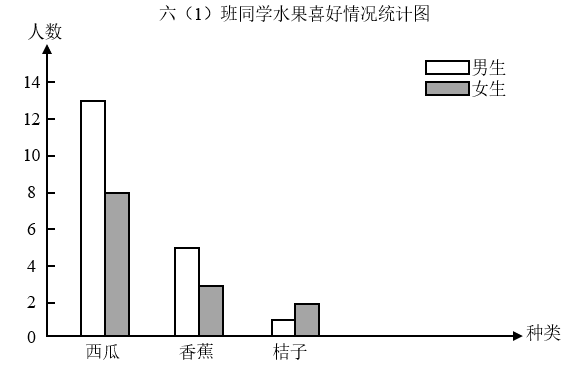 六（1）班同学水果喜好情况统计图
人数
男生
女生
14
12
10
8
6
4
2
0
种类
西瓜 香蕉 桔子